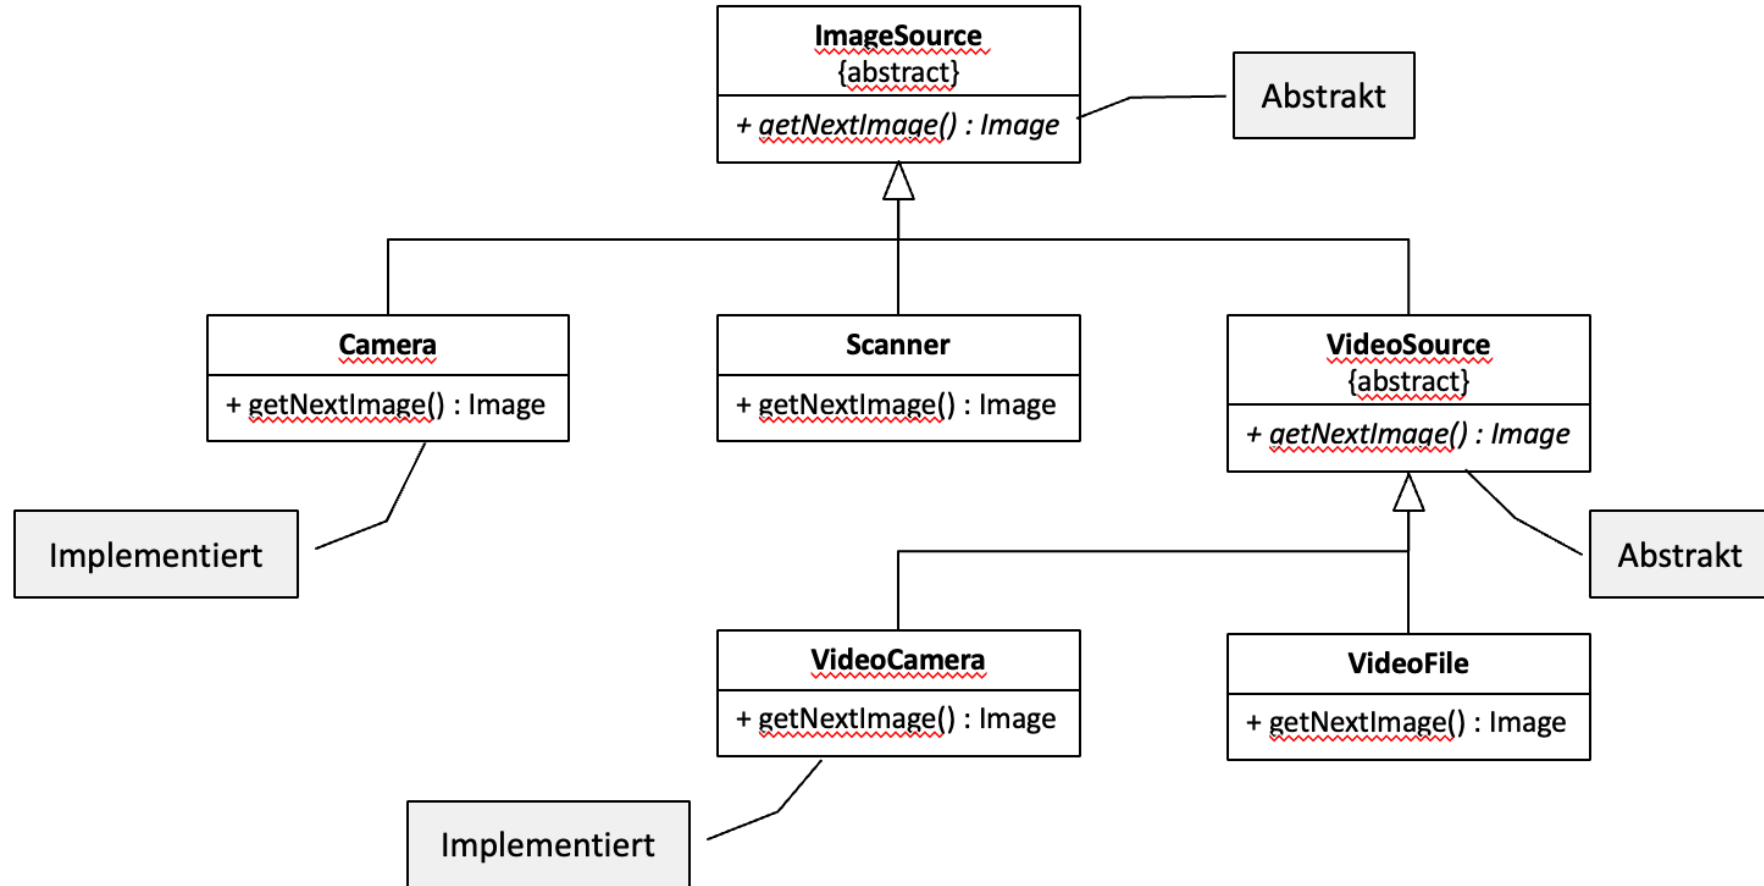 ImageSource
{abstract}
+ getNextImage() : Image
Abstrakt
Camera
+ getNextImage() : Image
Scanner
+ getNextImage() : Image
VideoSource
{abstract}
+ getNextImage() : Image
Implementiert
Abstrakt
VideoCamera
+ getNextImage() : Image
VideoFile
+ getNextImage() : Image
Implementiert